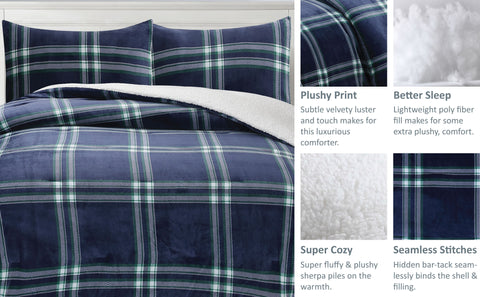 Plushy Print
Subtle velvety luster
and touch makes for
this luxurious
comforter.
Better Sleep
Lightweight poly fiber
fill makes for some
extra plushy, comfort.
Super Cozy
Super fluffy & plushy
sherpa piles on the
warmth.
Seamless Stitches
Hidden bar-tack seam-
lessly binds the shell &
filling.